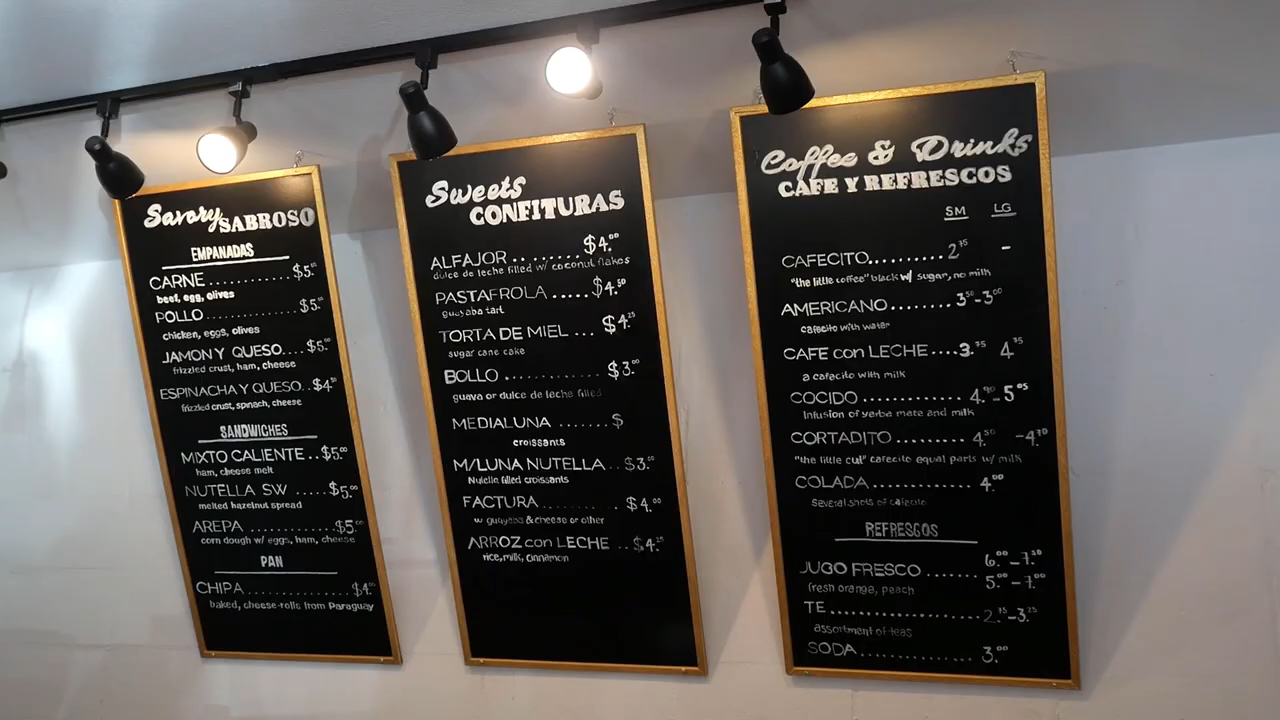 Savory SABROSO
EMPANADAS
CARNE ............... $5.
beef, egg, olives
POLLO ............... $5.
chicken, eggs, olives
JAMON Y QUESO.... $5.
frizzled crust, ham, cheese
ESPINACHA Y QUESO.. $4
frizzled crust, spinach, cheese
SANDWICHES
MIXTO CALIENTE.. $5.00
ham, cheese melt
NUTELLA SW ..... $5.00
melted hazelnut spread
AREPA ............ $5.
corn dough w/ eggs, ham, cheese
PAN
CHIPA ................ $4.
baked, cheese-rolls from Paraguay
Sweets
CONFITURAS
ALFAJOR ........ $4.00
dulce de leche filled w/ coconut flakes
PASTAFROLA ..... $4.50
guayaba tart
TORTA DE MIEL ... $4.25
sugar cane cake
BOLLO ............ $3.00
guava or dulce de leche filled
MEDIALUNA ....... $
croissants
M/LUNA NUTELLA .. $3.00
Nutella filled croissants
FACTURA .......... $4.00
w guayaba & cheese or other
ARROZ con LECHE .. $4.25
rice, milk, cinnamon
Coffee & Drinks
CAFE Y REFRESCOS
SM LG
CAFECITO.......... 2.75 -
"the little coffee" black w/ sugar, no milk
AMERICANO........ 3.50-3.00
cafecito with water
CAFE con LECHE.... 3.75 4.75
a cafecito with milk
COCIDO ............ 4.90-5.05
Infusion of yerba mate and milk
CORTADITO ......... 4.50 -4.70
"the little cut" cafecito equal parts w/ milk
COLADA ............ 4.00
Several shots of cafecito
REFRESCOS
6.00-7.50
JUGO FRESCO ....... 5.00-7.00
fresh orange, peach
TE.................. 2.75-3.25
assortment of teas
SODA .............. 3.00